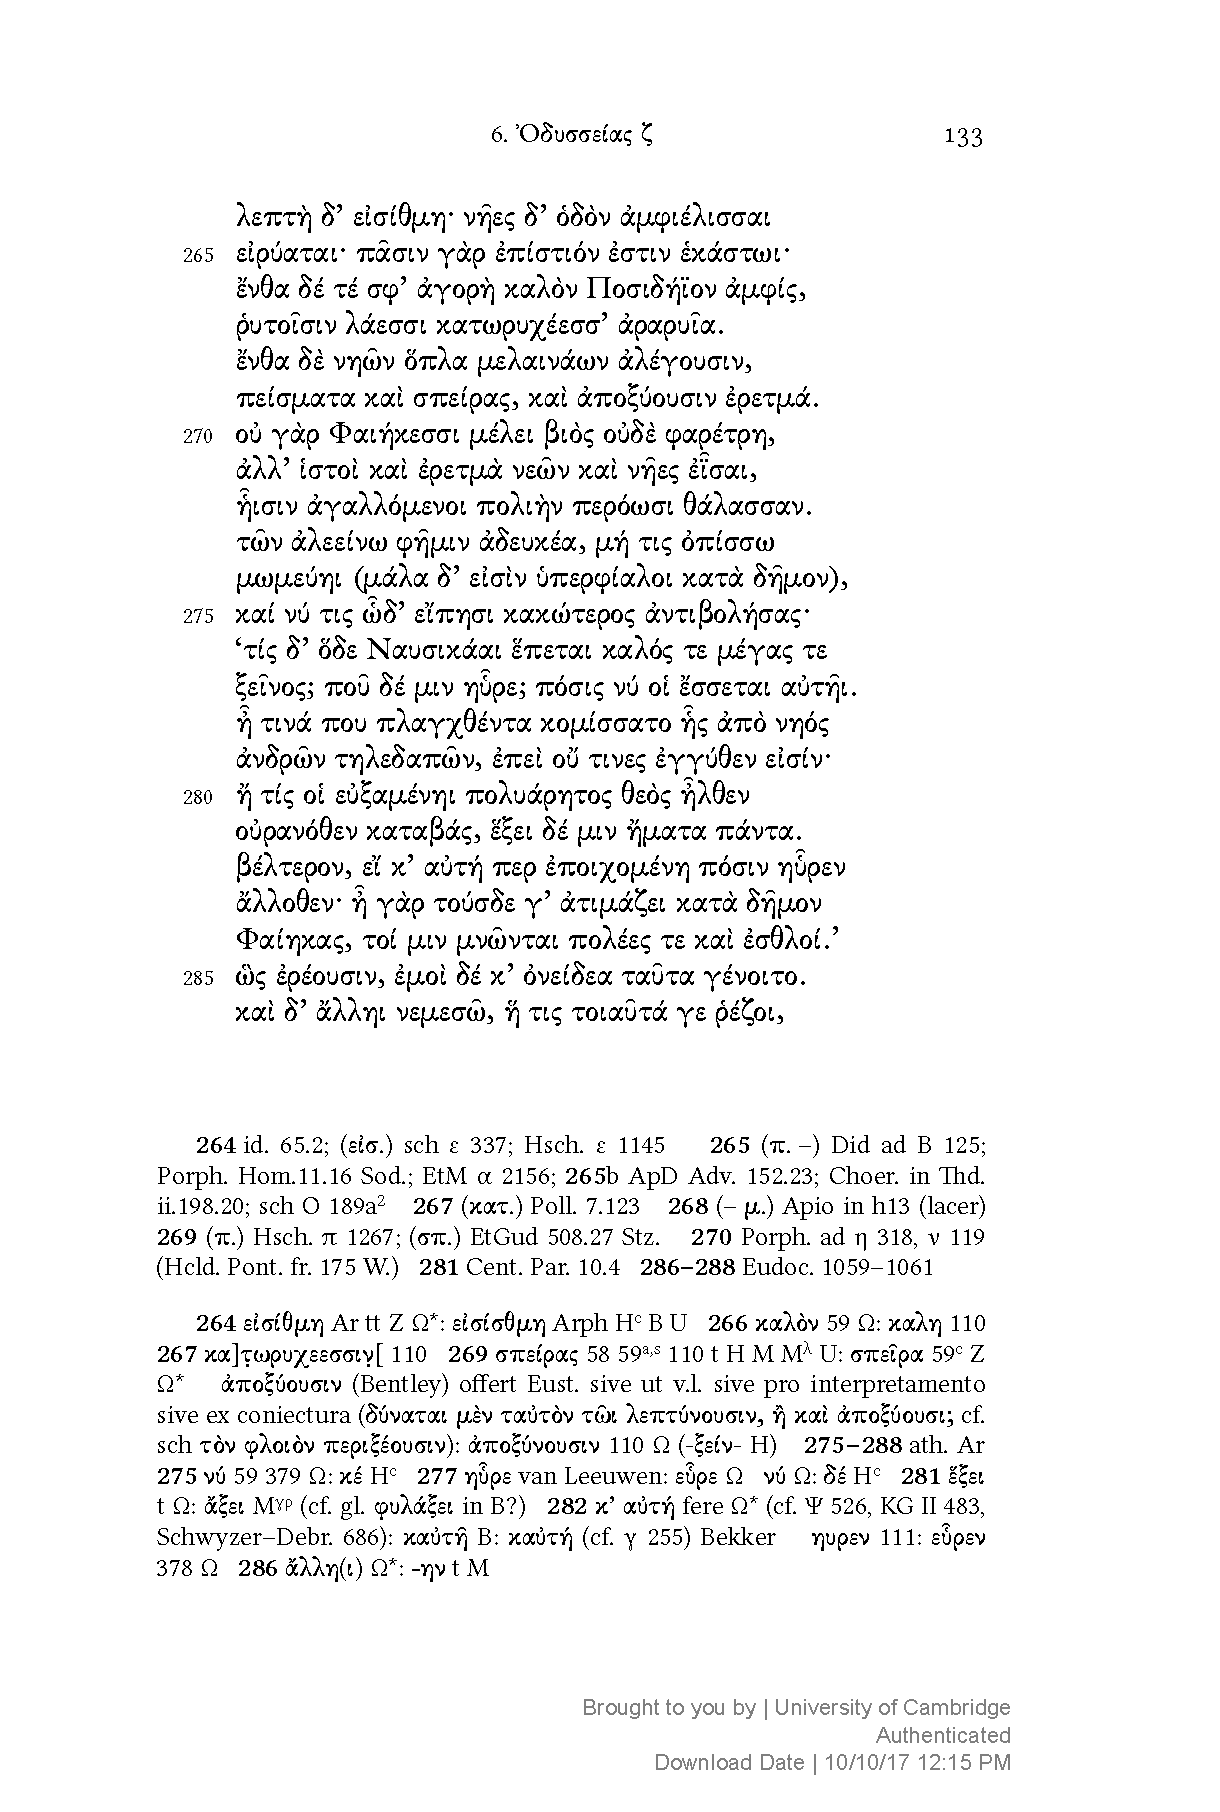 6. Ὀδυσσείας ζ 133
λεπτὴ δ’ εἰσίθμη· νῆες δ’ ὁδὸν ἀμφιέλισσαι
265 εἰρύαται· πᾶσιν γὰρ ἐπίστιόν ἐστιν ἑκάστωι·
ἔνθα δέ τέ σφ’ ἀγορὴ καλὸν Ποσιδήϊον ἀμφίς,
ῥυτοῖσιν λάεσσι κατωρυχέεσσ’ ἀραρυῖα.
ἔνθα δὲ νηῶν ὅπλα μελαινάων ἀλέγουσιν,
πείσματα καὶ σπείρας, καὶ ἀποξύουσιν ἐρετμά.
270 οὐ γὰρ Φαιήκεσσι μέλει βιὸς οὐδὲ φαρέτρη,
ἀλλ’ ἱστοὶ καὶ ἐρετμὰ νεῶν καὶ νῆες ἐῗσαι,
ἧισιν ἀγαλλόμενοι πολιὴν περόωσι θάλασσαν.
τῶν ἀλεείνω φῆμιν ἀδευκέα, μή τις ὀπίσσω
μωμεύηι (μάλα δ’ εἰσὶν ὑπερφίαλοι κατὰ δῆμον),
275 καί νύ τις ὧδ’ εἴπησι κακώτερος ἀντιβολήσας·
‘τίς δ’ ὅδε Ναυσικάαι ἕπεται καλός τε μέγας τε
ξεῖνος; ποῦ δέ μιν ηὗρε; πόσις νύ οἱ ἔσσεται αὐτῆι.
ἦ τινά που πλαγχθέντα κομίσσατο ἧς ἀπὸ νηός
ἀνδρῶν τηλεδαπῶν, ἐπεὶ οὔ τινες ἐγγύθεν εἰσίν·
280 ἤ τίς οἱ εὐξαμένηι πολυάρητος θεὸς ἦλθεν
οὐρανόθεν καταβάς, ἕξει δέ μιν ἤματα πάντα.
βέλτερον, εἴ κ’ αὐτή περ ἐποιχομένη πόσιν ηὗρεν
ἄλλοθεν· ἦ γὰρ τούσδε γ’ ἀτιμάζει κατὰ δῆμον
Φαίηκας, τοί μιν μνῶνται πολέες τε καὶ ἐσθλοί.’
285 ὣς ἐρέουσιν, ἐμοὶ δέ κ’ ὀνείδεα ταῦτα γένοιτο.
καὶ δ’ ἄλληι νεμεσῶ, ἥ τις τοιαῦτά γε ῥέζοι,
264 id. 65.2; (εἰσ.) sch ε 337; Hsch. ε 1145 265 (π. –) Did ad B 125;
Porph. Hom.11.16 Sod.; EtM α 2156; 265b ApD Adv. 152.23; Choer. in Thd.
ii.198.20; sch O 189a² 267 (κατ.) Poll. 7.123 268 (– μ.) Apio in h13 (lacer)
269 (π.) Hsch. π 1267; (σπ.) EtGud 508.27 Stz. 270 Porph. ad η 318, ν 119
(Hcld. Pont. fr. 175 W.) 281 Cent. Par. 10.4 286–288 Eudoc. 1059–1061
264 εἰσίθμη Ar tt Z Ω*: εἰσίσθμη Arph Hᶜ B U 266 καλὸν 59 Ω: καλη 110
267 κα]τ̣ωρυχεεσσιν̣[ 110 269 σπείρας 58 59ᵃ,ˢ 110 t H M Mᵡ U: σπεῖρα 59ᶜ Z
Ω* ἀποξύουσιν (Bentley) offert Eust. sive ut v.l. sive pro interpretamento
sive ex coniectura (δύναται μὲν ταὐτὸν τῶι λεπτύνουσιν, ἢ καὶ ἀποξύουσι; cf.
sch τὸν φλοιὸν περιξέουσιν): ἀποξύνουσιν 110 Ω (-ξείν- H) 275–288 ath. Ar
275 νύ 59 379 Ω: κέ Hᶜ 277 ηὗρε van Leeuwen: εὗρε Ω νύ Ω: δέ Hᶜ 281 ἕξει
t Ω: ἄξει Mᵞᵖ (cf. gl. φυλάξει in B?) 282 κ’ αὐτή fere Ω* (cf. Ψ 526, KG II 483,
Schwyzer–Debr. 686): καὐτῆ B: καὐτή (cf. γ 255) Bekker ηυρεν 111: εὗρεν
378 Ω 286 ἄλλη(ι) Ω*: -ην t M
Brought to you by | University of Cambridge
Authenticated
Download Date | 10/10/17 12:15 PM